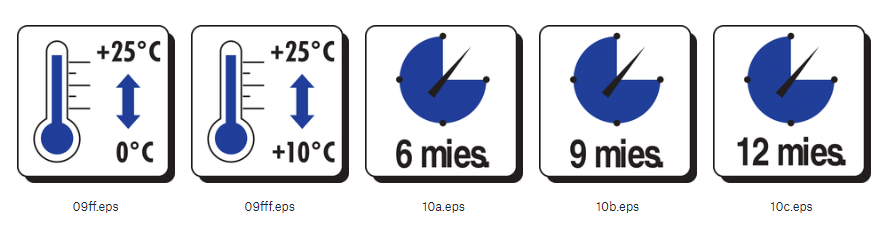 +25°C
0°C
+25°C
+10°C
6 mies.
9 mies.
12 mies.
09ff.eps
09fff.eps
10a.eps
10b.eps
10c.eps